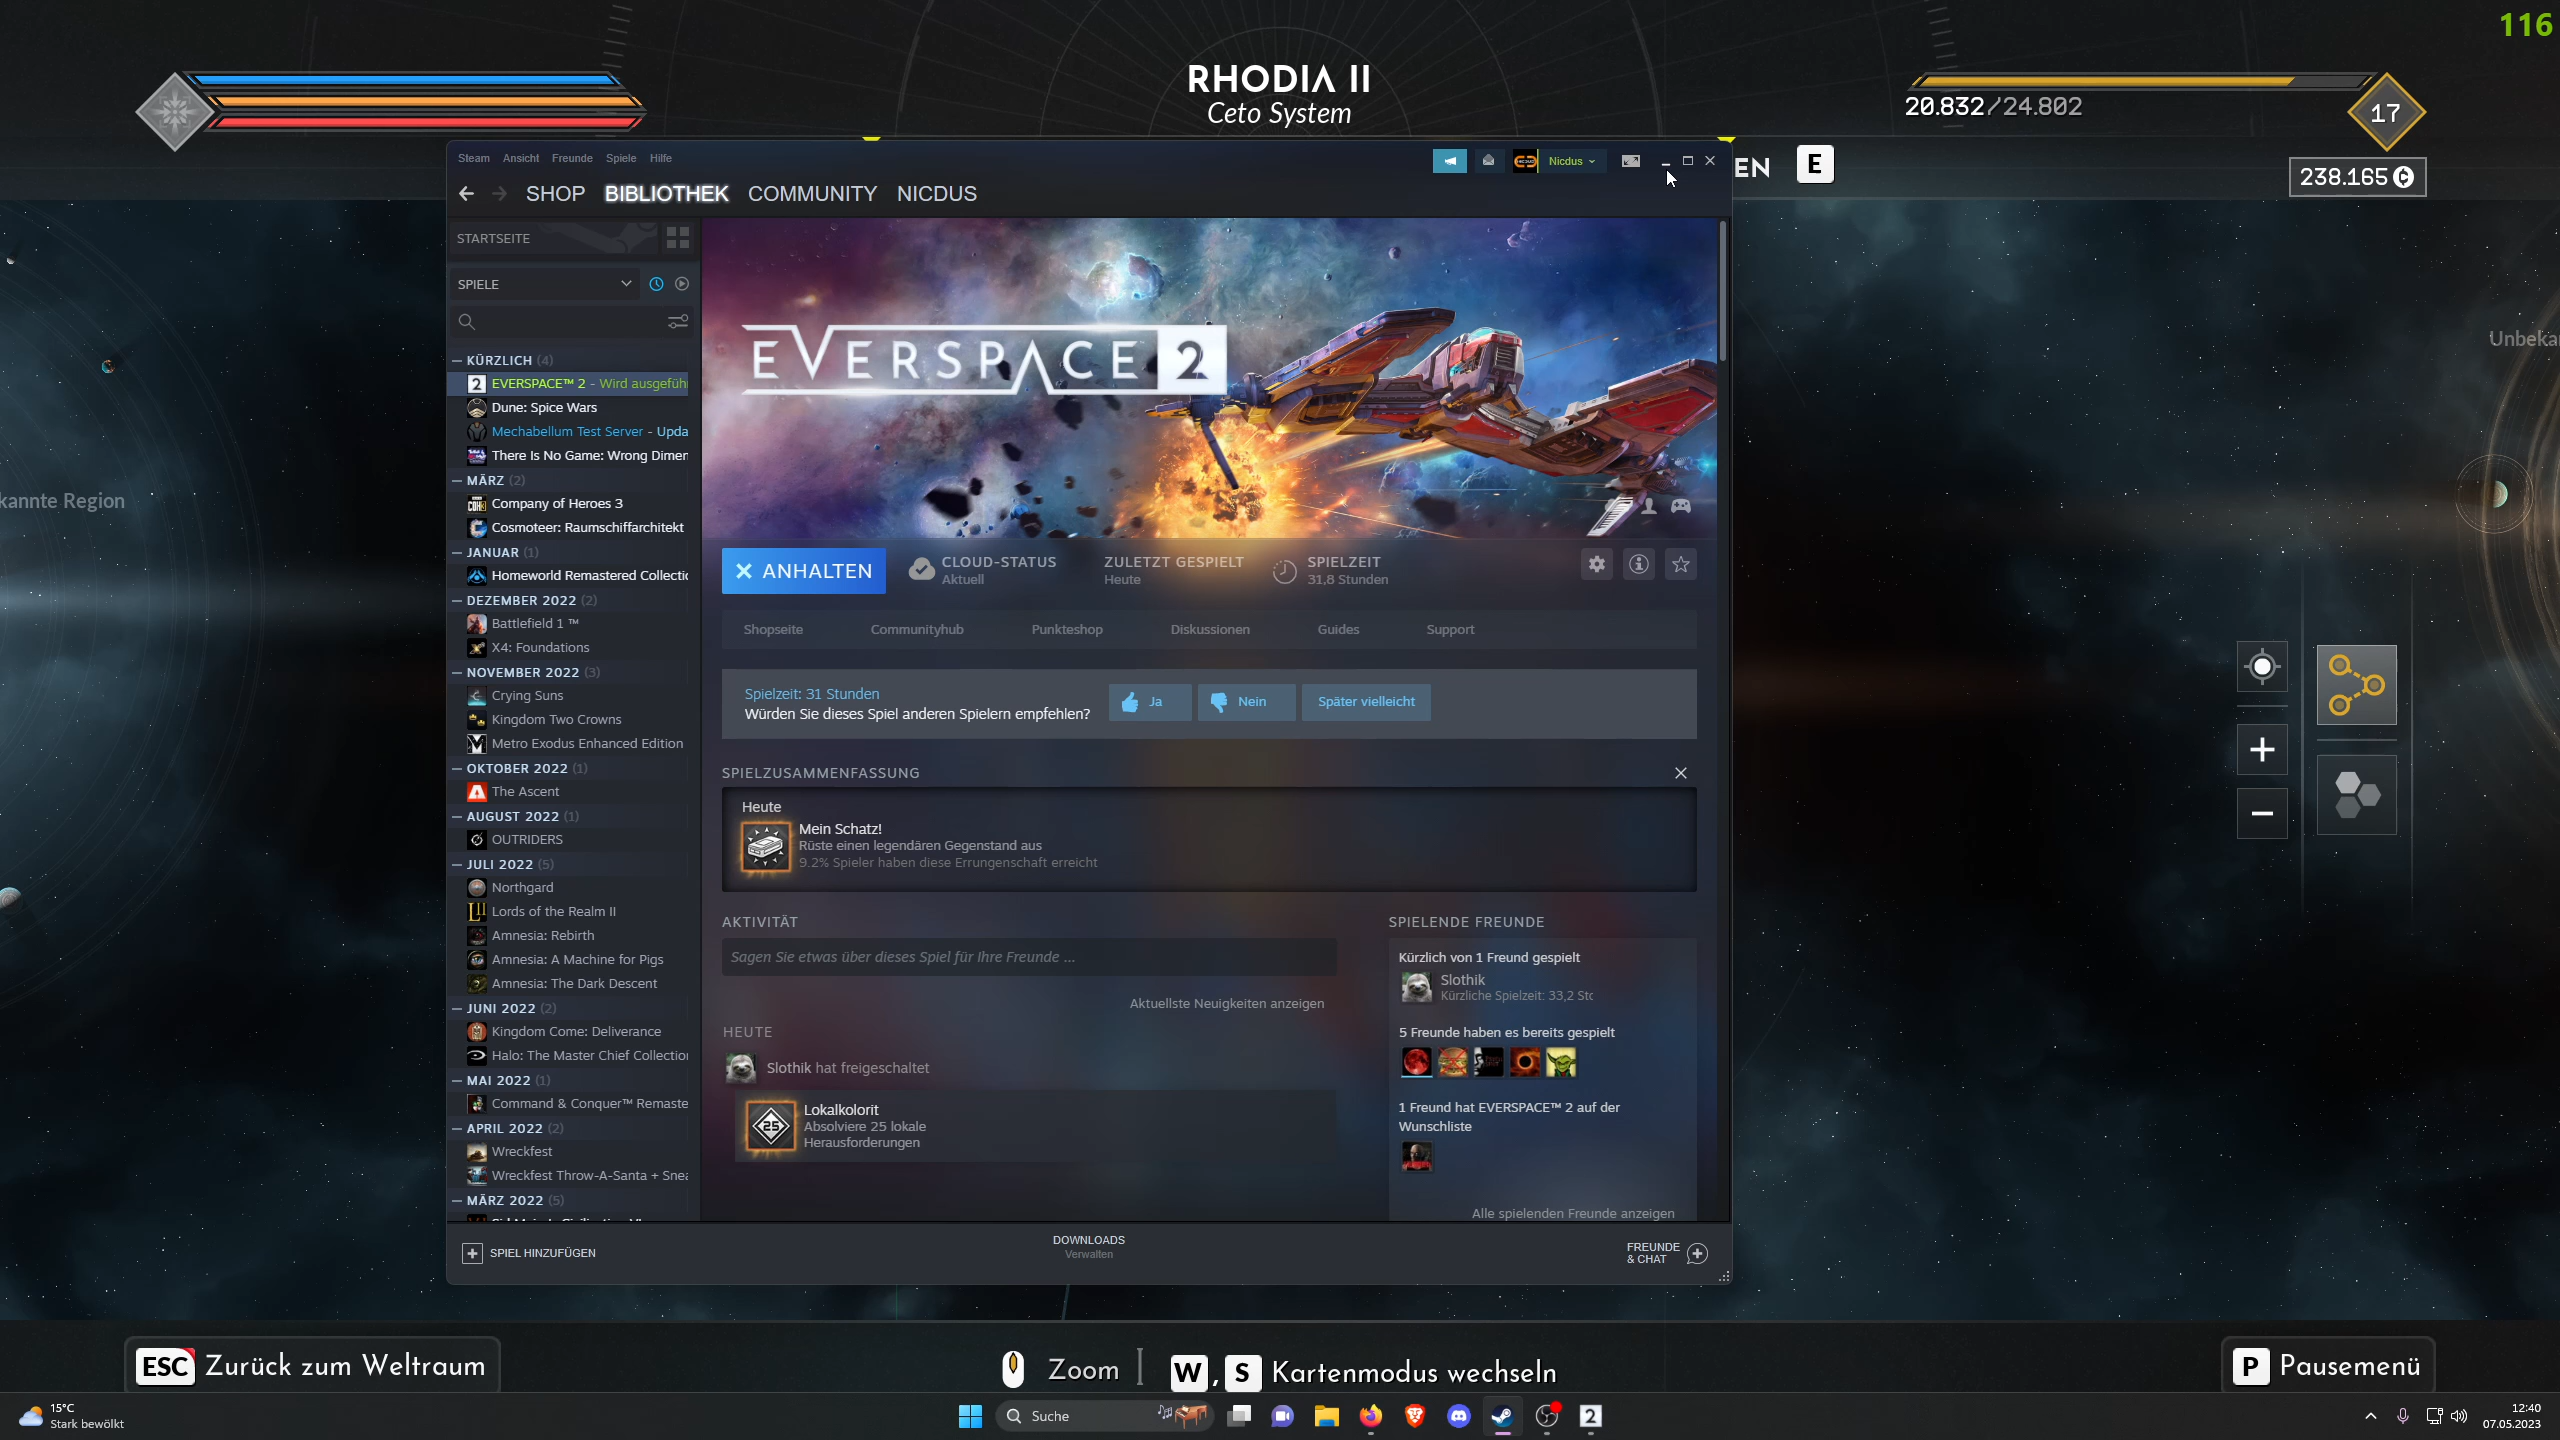 116
RHODIA II
Ceto System
20.832/24.802
17
EN E
238.165
Steam Ansicht Freunde Spiele Hilfe
Nicdus
SHOP BIBLIOTHEK COMMUNITY NICDUS
STARTSEITE
SPIELE
KÜRZLICH (4)
2 EVERSPACE™ 2 - Wird ausgefüh
Dune: Spice Wars
Mechabellum Test Server - Upda
There Is No Game: Wrong Dimen
MÄRZ (2)
Company of Heroes 3
Cosmoteer: Raumschiffarchitekt
JANUAR (1)
Homeworld Remastered Collectio
DEZEMBER 2022 (2)
Battlefield 1 ™
X4: Foundations
NOVEMBER 2022 (3)
Crying Suns
Kingdom Two Crowns
Metro Exodus Enhanced Edition
OKTOBER 2022 (1)
The Ascent
AUGUST 2022 (1)
OUTRIDERS
JULI 2022 (5)
Northgard
Lords of the Realm II
Amnesia: Rebirth
Amnesia: A Machine for Pigs
Amnesia: The Dark Descent
JUNI 2022 (2)
Kingdom Come: Deliverance
Halo: The Master Chief Collection
MAI 2022 (1)
Command & Conquer™ Remaste
APRIL 2022 (2)
Wreckfest
Wreckfest Throw-A-Santa + Snea
MÄRZ 2022 (5)
SPIEL HINZUFÜGEN
EVERSPACE 2
ANHALTEN
CLOUD-STATUS
Aktuell
ZULETZT GESPIELT
Heute
SPIELZEIT
31,8 Stunden
Shopseite Communityhub Punkteshop Diskussionen Guides Support
Spielzeit: 31 Stunden
Würden Sie dieses Spiel anderen Spielern empfehlen?
Ja Nein Später vielleicht
SPIELZUSAMMENFASSUNG
Heute
Mein Schatz!
Rüste einen legendären Gegenstand aus
9.2% Spieler haben diese Errungenschaft erreicht
AKTIVITÄT
Sagen Sie etwas über dieses Spiel für Ihre Freunde ...
Aktuellste Neuigkeiten anzeigen
HEUTE
Slothik hat freigeschaltet
25
Lokalkolorit
Absolviere 25 lokale
Herausforderungen
SPIELENDE FREUNDE
Kürzlich von 1 Freund gespielt
Slothik
Kürzliche Spielzeit: 33,2 Stc
5 Freunde haben es bereits gespielt
1 Freund hat EVERSPACE™ 2 auf der
Wunschliste
Alle spielenden Freunde anzeigen
DOWNLOADS
Verwalten
FREUNDE
& CHAT
kannte Region
Unbeka
ESC Zurück zum Weltraum
Zoom
W , S Kartenmodus wechseln
P Pausemenü
15°C
Stark bewölkt
Suche
2
12:40
07.05.2023